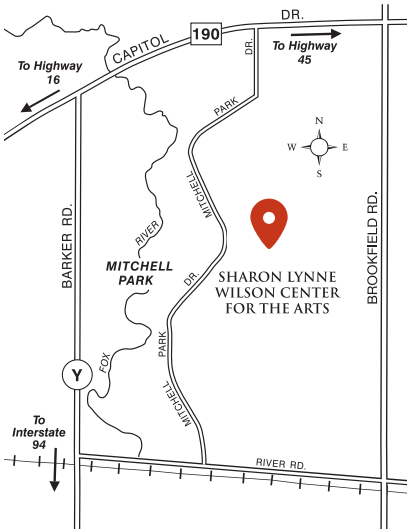 DR.
190
CAPITOL
DR.
To Highway
45
To Highway
16
PARK
N
W E
S
MITCHELL
BARKER RD.
BROOKFIELD RD.
RIVER
MITCHELL
PARK
DR.
SHARON LYNNE
WILSON CENTER
FOR THE ARTS
PARK
FOX
Y
MITCHELL
To
Interstate
94
RIVER RD.